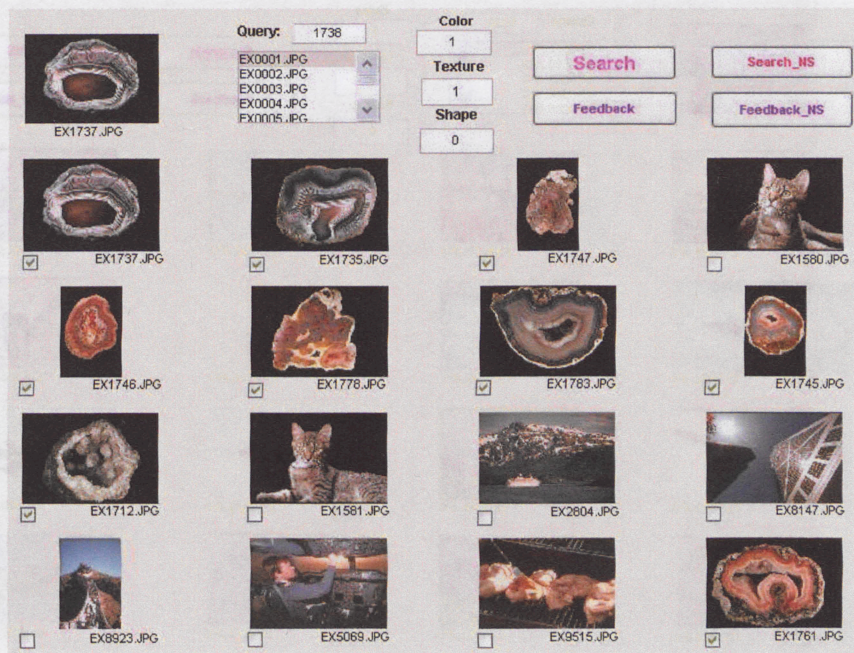 Query: 1738
EX0001.JPG
EX0002.JPG
EX0003.JPG
EX0004.JPG
EX0005.JPG
Color
1
Texture
1
Shape
0
Search
Search_NS
Feedback
Feedback_NS
EX1737.JPG
EX1737.JPG EX1735.JPG EX1747.JPG EX1580.JPG
EX1746.JPG EX1778.JPG EX1783.JPG EX1745.JPG
EX1712.JPG EX1581.JPG EX2804.JPG EX8147.JPG
EX8923.JPG EX5069.JPG EX9515.JPG EX1761.JPG